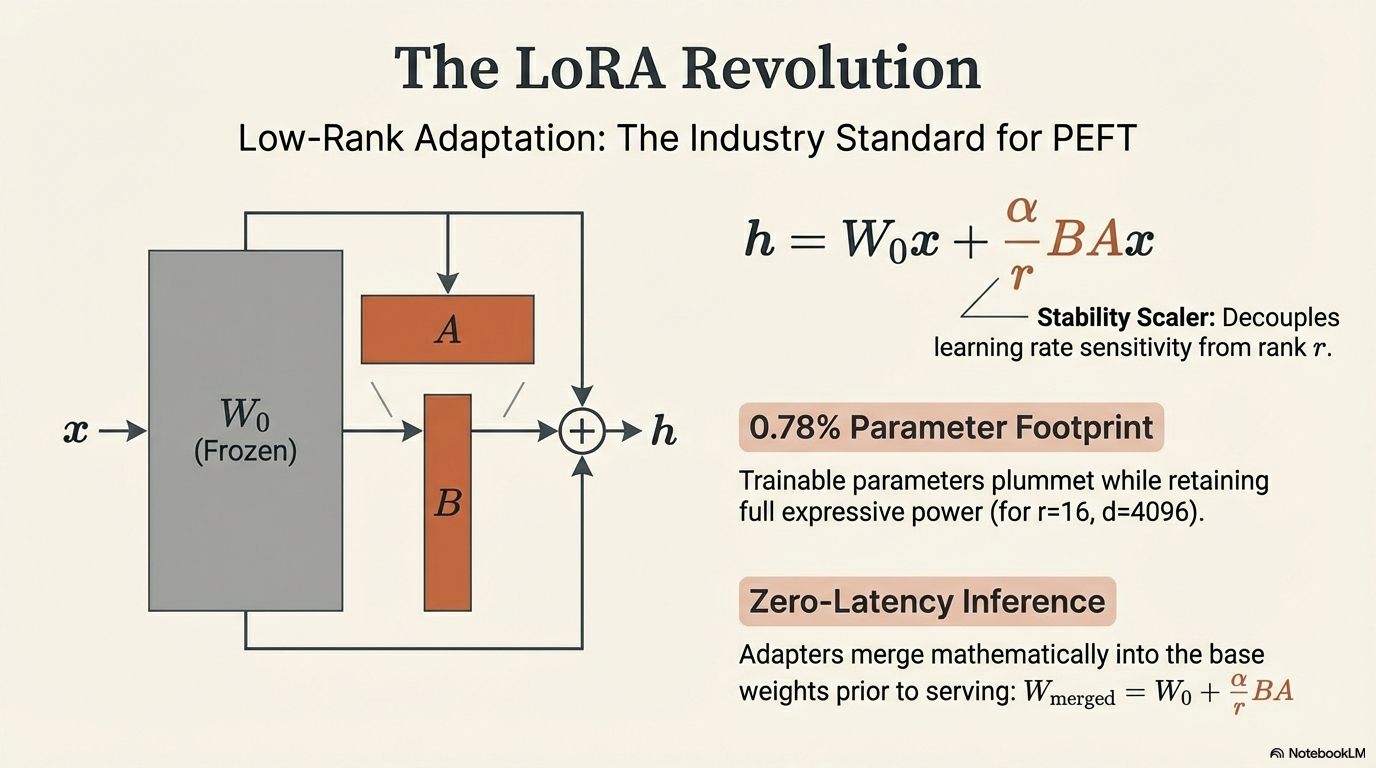 The LoRA Revolution
Low-Rank Adaptation: The Industry Standard for PEFT
x
W₀
(Frozen)
A
B
+
h
h = W₀x + α/r BAx
Stability Scaler: Decouples
learning rate sensitivity from rank r.
0.78% Parameter Footprint
Trainable parameters plummet while retaining
full expressive power (for r=16, d=4096).
Zero-Latency Inference
Adapters merge mathematically into the base
weights prior to serving: W_merged = W₀ + α/r BA
NotebookLM